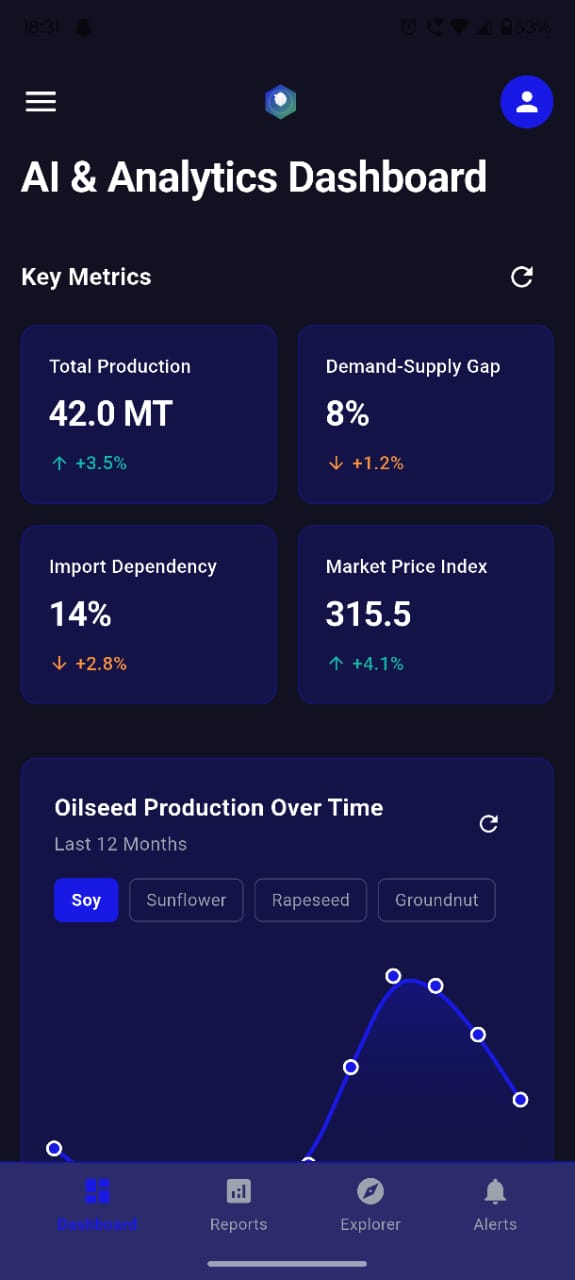 18:31
53%
AI & Analytics Dashboard
Key Metrics
Total Production
42.0 MT
↑ +3.5%
Demand-Supply Gap
8%
↓ +1.2%
Import Dependency
14%
↓ +2.8%
Market Price Index
315.5
↑ +4.1%
Oilseed Production Over Time
Last 12 Months
Soy Sunflower Rapeseed Groundnut
Dashboard Reports Explorer Alerts